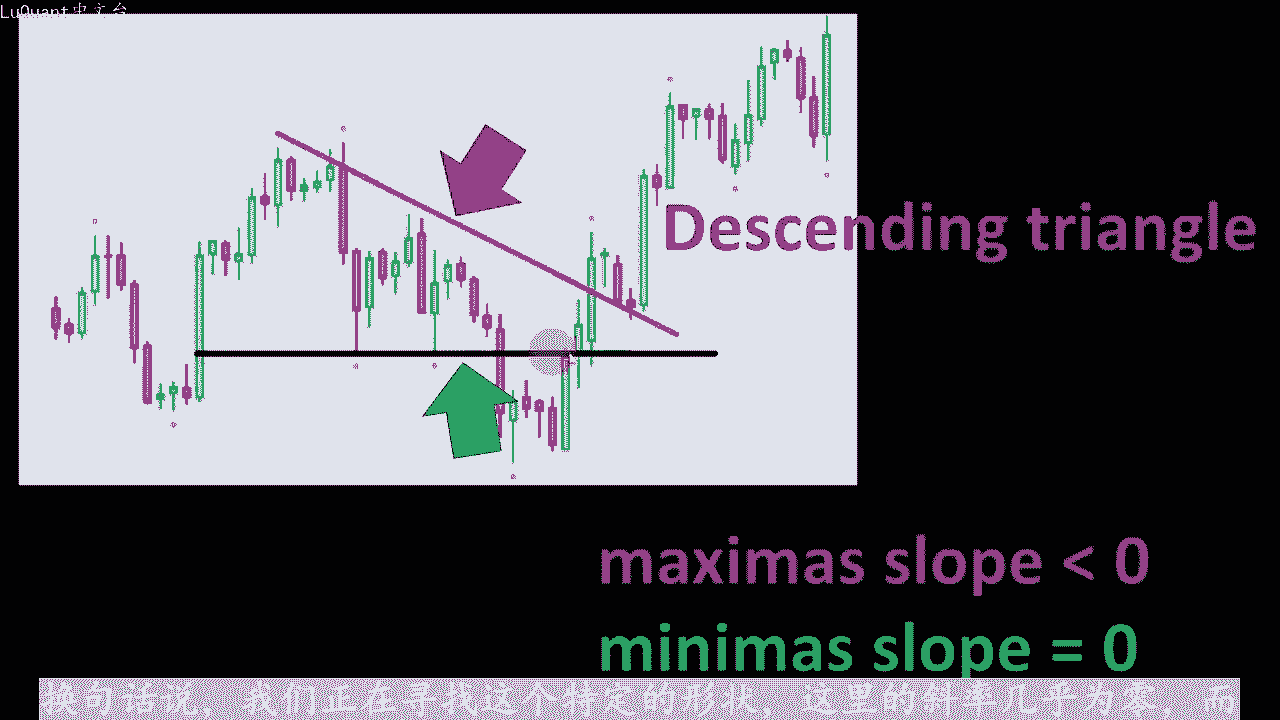 LuQuant中文台
Descending triangle
maximas slope < 0
minimas slope = 0
换句话说，我们正在寻找这个特定的形状，这里的斜率几乎为零，而